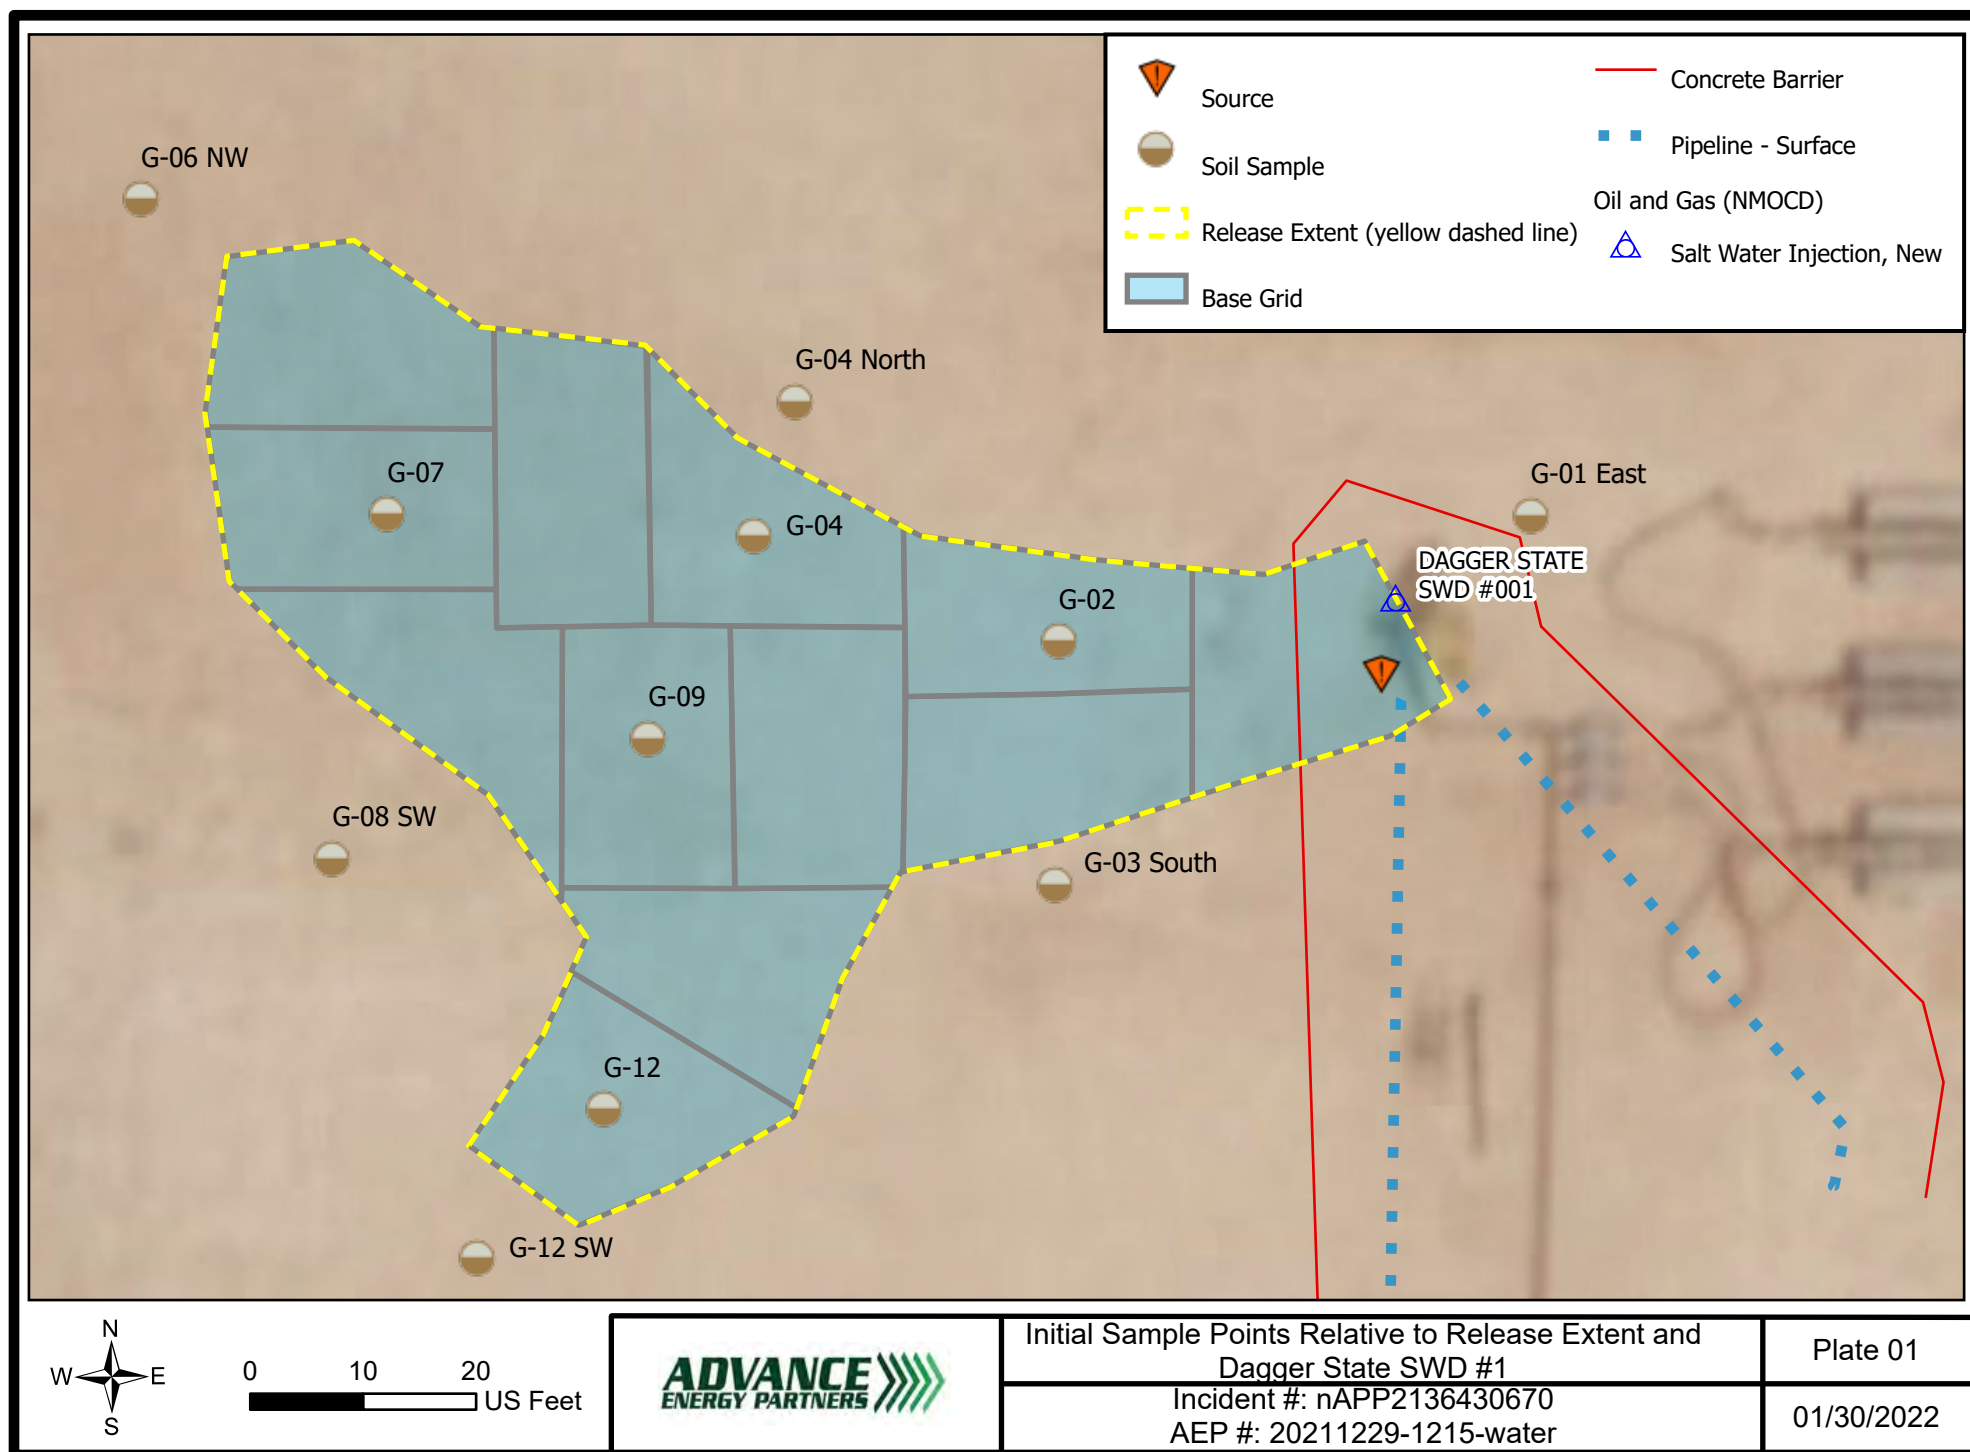 Source
Soil Sample
Release Extent (yellow dashed line)
Base Grid
Concrete Barrier
Pipeline - Surface
Oil and Gas (NMOCD)
Salt Water Injection, New
G-06 NW
G-04 North
G-07
G-04
G-01 East
DAGGER STATE
SWD #001
G-02
G-09
G-08 SW
G-03 South
G-12
G-12 SW
N
W E
S
0 10 20
US Feet
ADVANCE
ENERGY PARTNERS
Initial Sample Points Relative to Release Extent and
Dagger State SWD #1
Incident #: nAPP2136430670
AEP #: 20211229-1215-water
Plate 01
01/30/2022